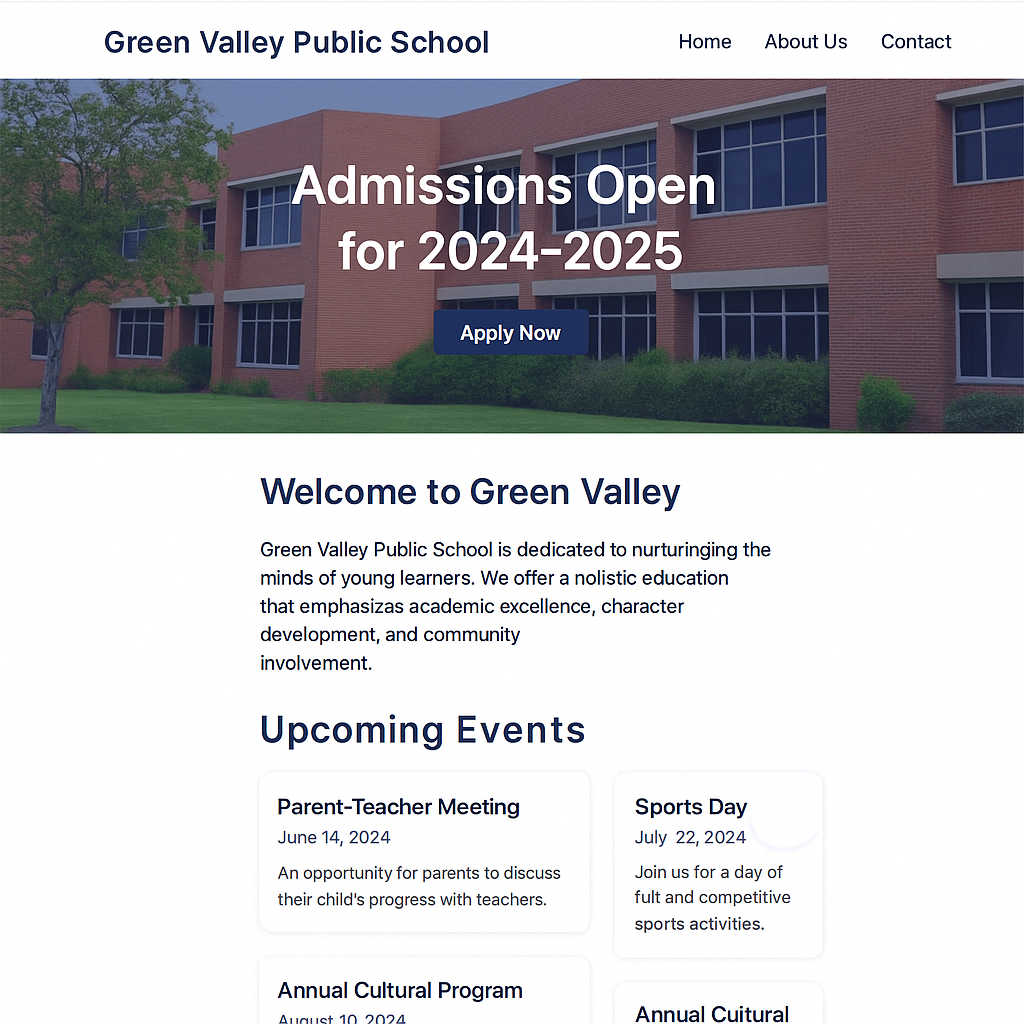 Green Valley Public School
Home About Us Contact
Admissions Open
for 2024-2025
Apply Now
Welcome to Green Valley
Green Valley Public School is dedicated to nurturinging the
minds of young learners. We offer a nolistic education
that emphasizas academic excellence, character
development, and community
involvement.
Upcoming Events
Parent-Teacher Meeting
June 14, 2024
An opportunity for parents to discuss
their child's progress with teachers.
Sports Day
July 22, 2024
Join us for a day of
fult and competitive
sports activities.
Annual Cultural Program
August 10, 2024
Annual Cuitural